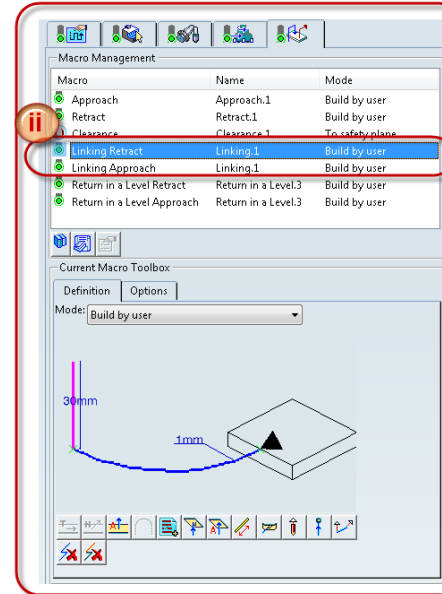 Macro Management
Macro Name Mode
Approach Approach.1 Build by user
Retract Retract.1 Build by user
ii
Clearance Clearance.1 To safety plane
Linking Retract Linking.1 Build by user
Linking Approach Linking.1 Build by user
Return in a Level Retract Return in a Level.3 Build by user
Return in a Level Approach Return in a Level.3 Build by user
Current Macro Toolbox
Definition Options
Mode: Build by user
30mm
1mm